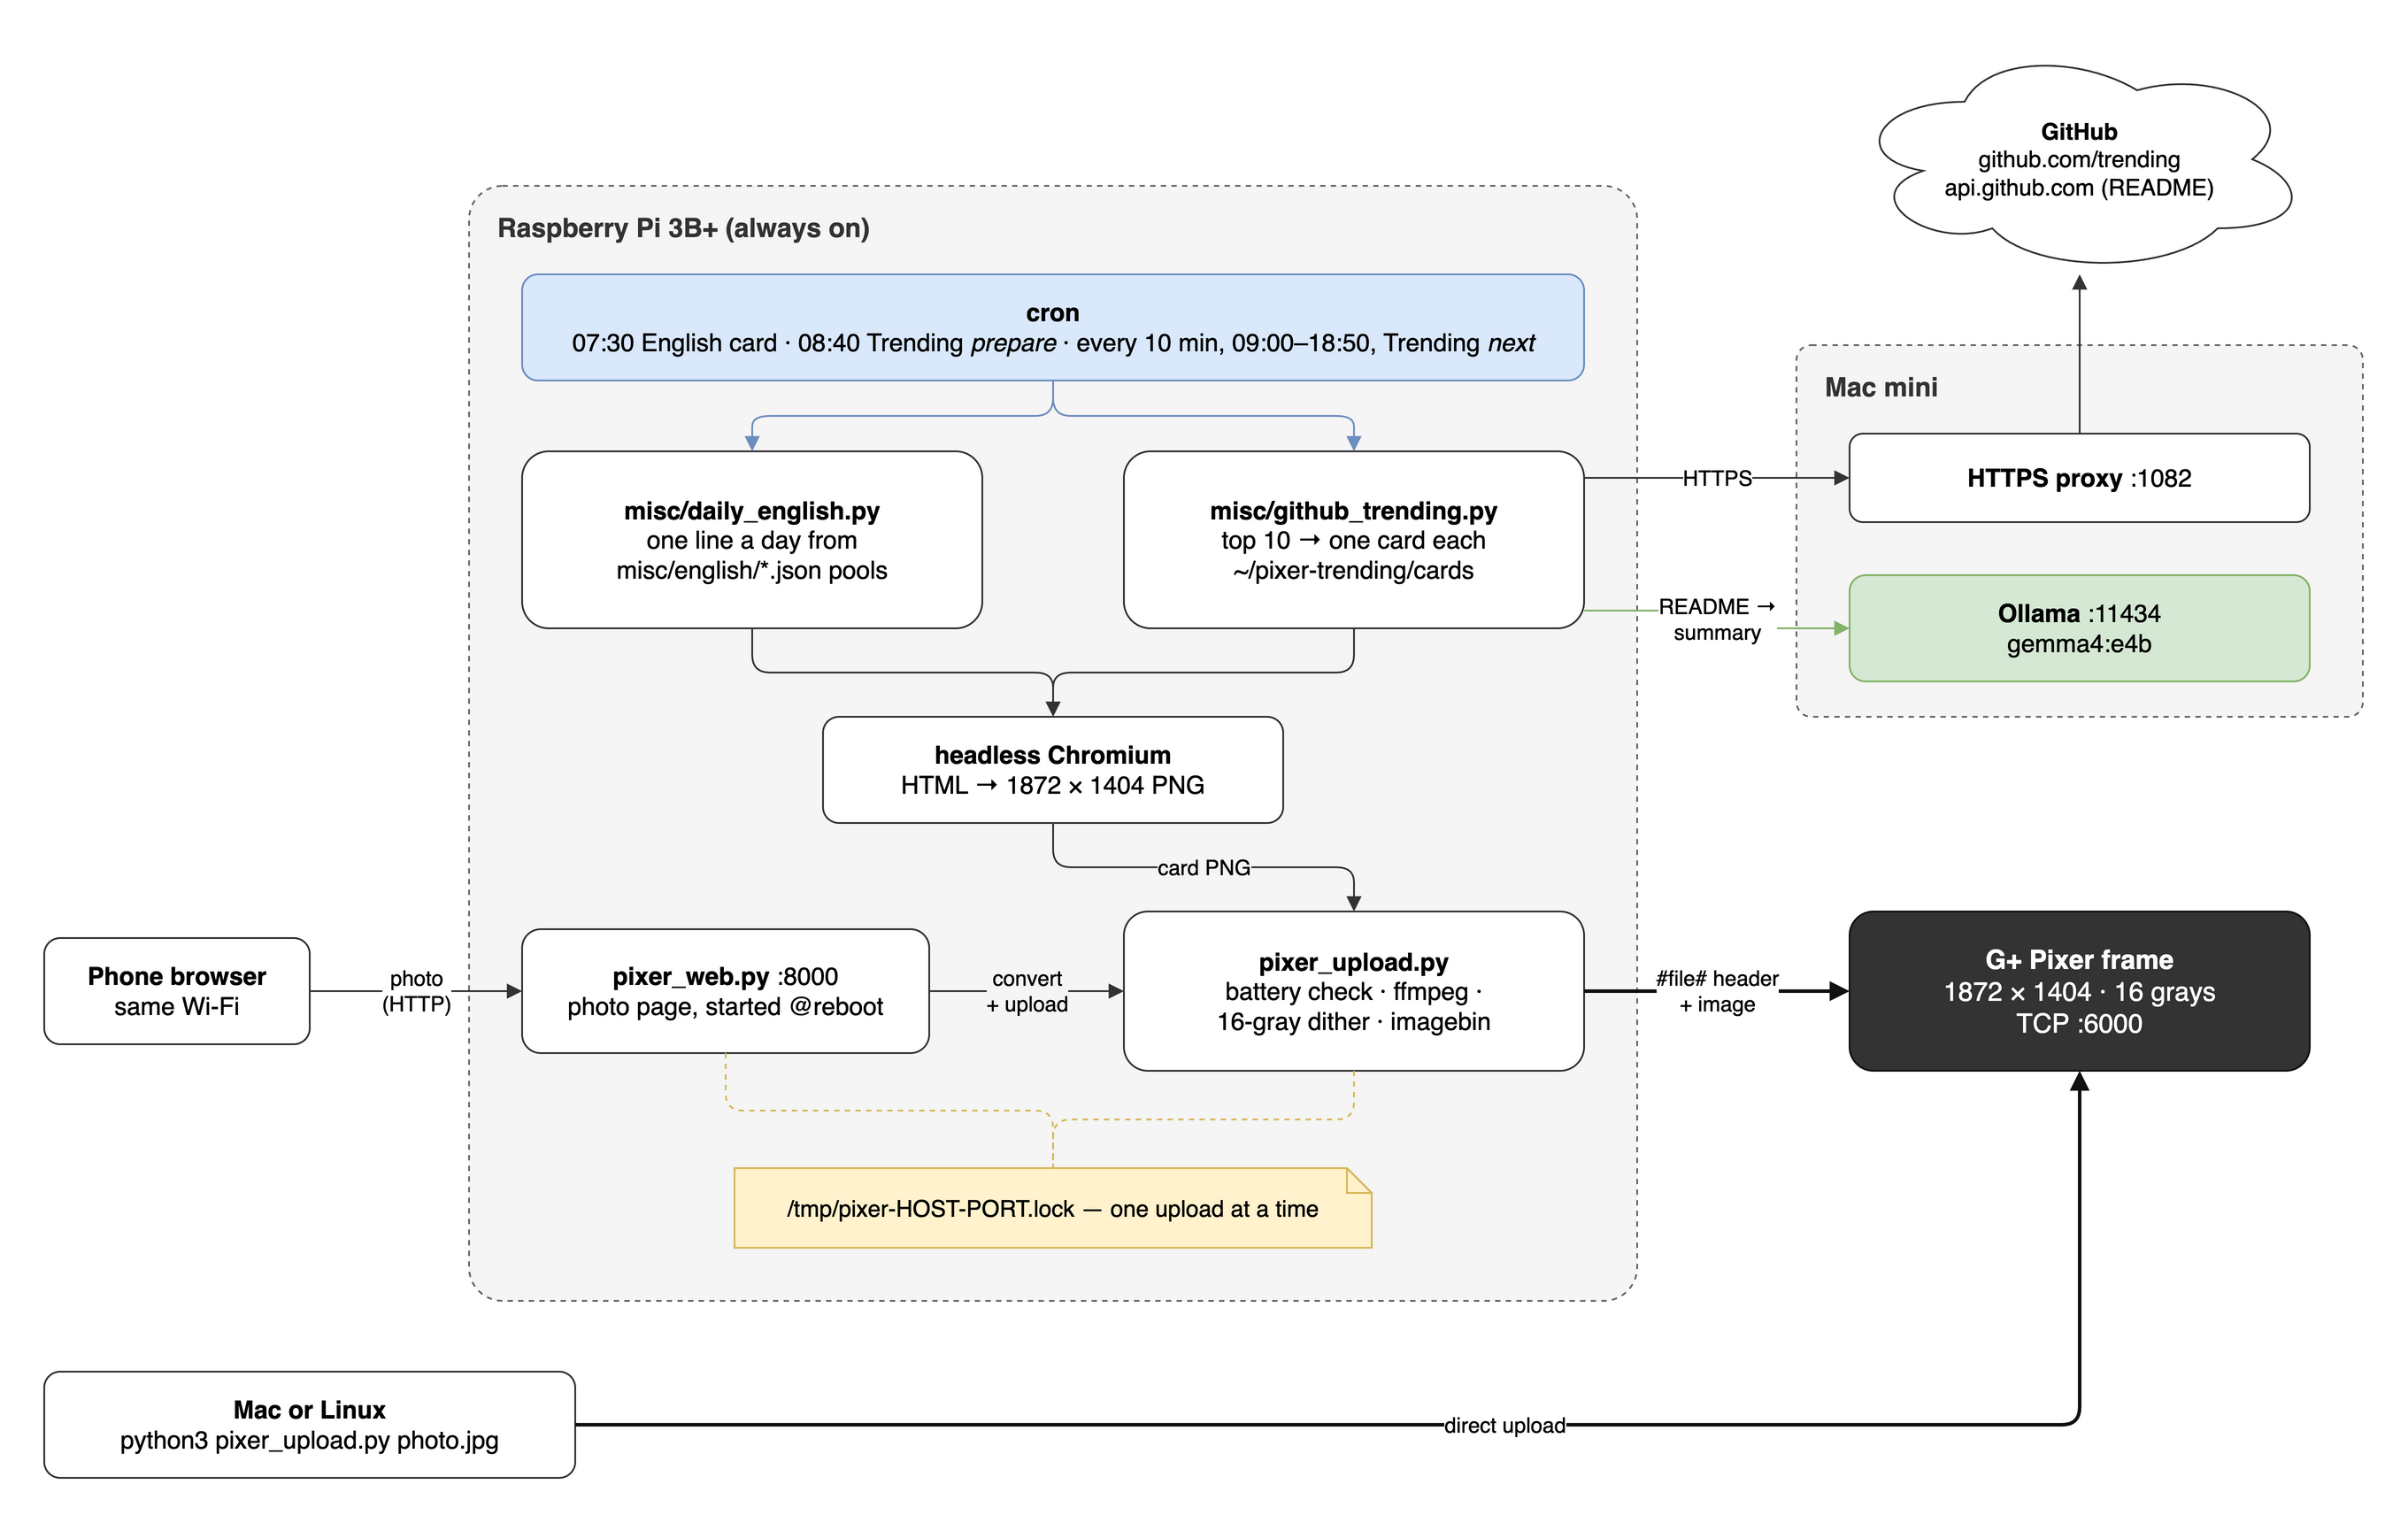 GitHub
github.com/trending
api.github.com (README)
Raspberry Pi 3B+ (always on)
cron
07:30 English card · 08:40 Trending prepare · every 10 min, 09:00–18:50, Trending next
Mac mini
misc/daily_english.py
one line a day from
misc/english/*.json pools
misc/github_trending.py
top 10 → one card each
~/pixer-trending/cards
HTTPS
HTTPS proxy :1082
README →
summary
Ollama :11434
gemma4:e4b
headless Chromium
HTML → 1872 × 1404 PNG
card PNG
Phone browser
same Wi-Fi
photo
(HTTP)
pixer_web.py :8000
photo page, started @reboot
convert
+ upload
pixer_upload.py
battery check · ffmpeg ·
16-gray dither · imagebin
#file# header
+ image
G+ Pixer frame
1872 × 1404 · 16 grays
TCP :6000
/tmp/pixer-HOST-PORT.lock — one upload at a time
Mac or Linux
python3 pixer_upload.py photo.jpg
direct upload